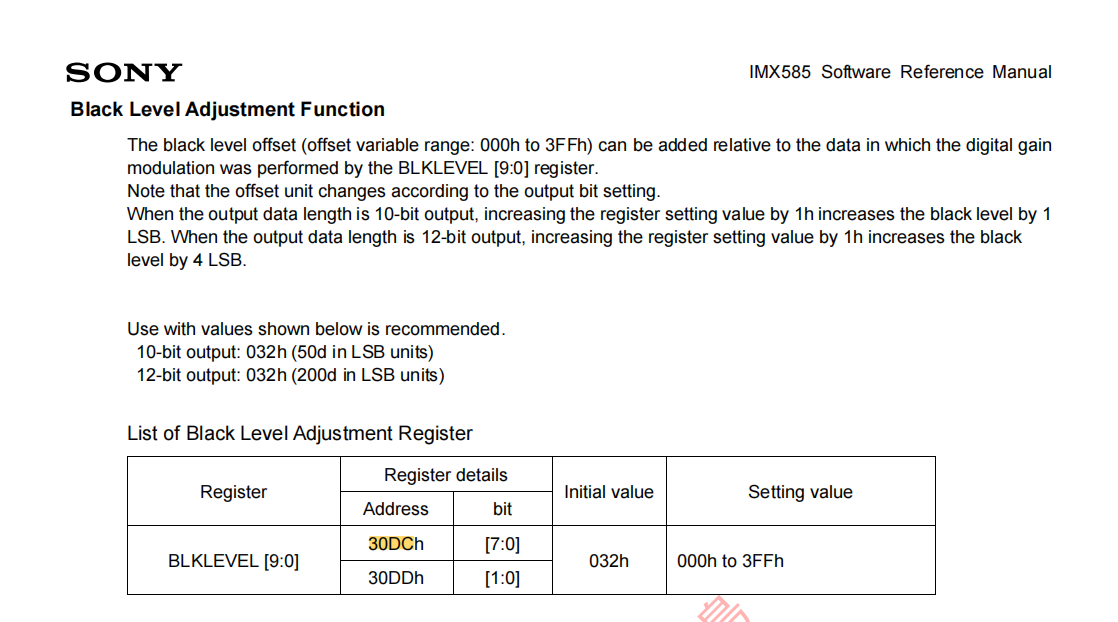 SONY
IMX585 Software Reference Manual
Black Level Adjustment Function
The black level offset (offset variable range: 000h to 3FFh) can be added relative to the data in which the digital gain
modulation was performed by the BLKLEVEL [9:0] register.
Note that the offset unit changes according to the output bit setting.
When the output data length is 10-bit output, increasing the register setting value by 1h increases the black level by 1
LSB. When the output data length is 12-bit output, increasing the register setting value by 1h increases the black
level by 4 LSB.
Use with values shown below is recommended.
10-bit output: 032h (50d in LSB units)
12-bit output: 032h (200d in LSB units)
List of Black Level Adjustment Register
Register
Register details
Initial value
Setting value
Address
bit
BLKLEVEL [9:0]
30DCh
[7:0]
032h
000h to 3FFh
30DDh
[1:0]